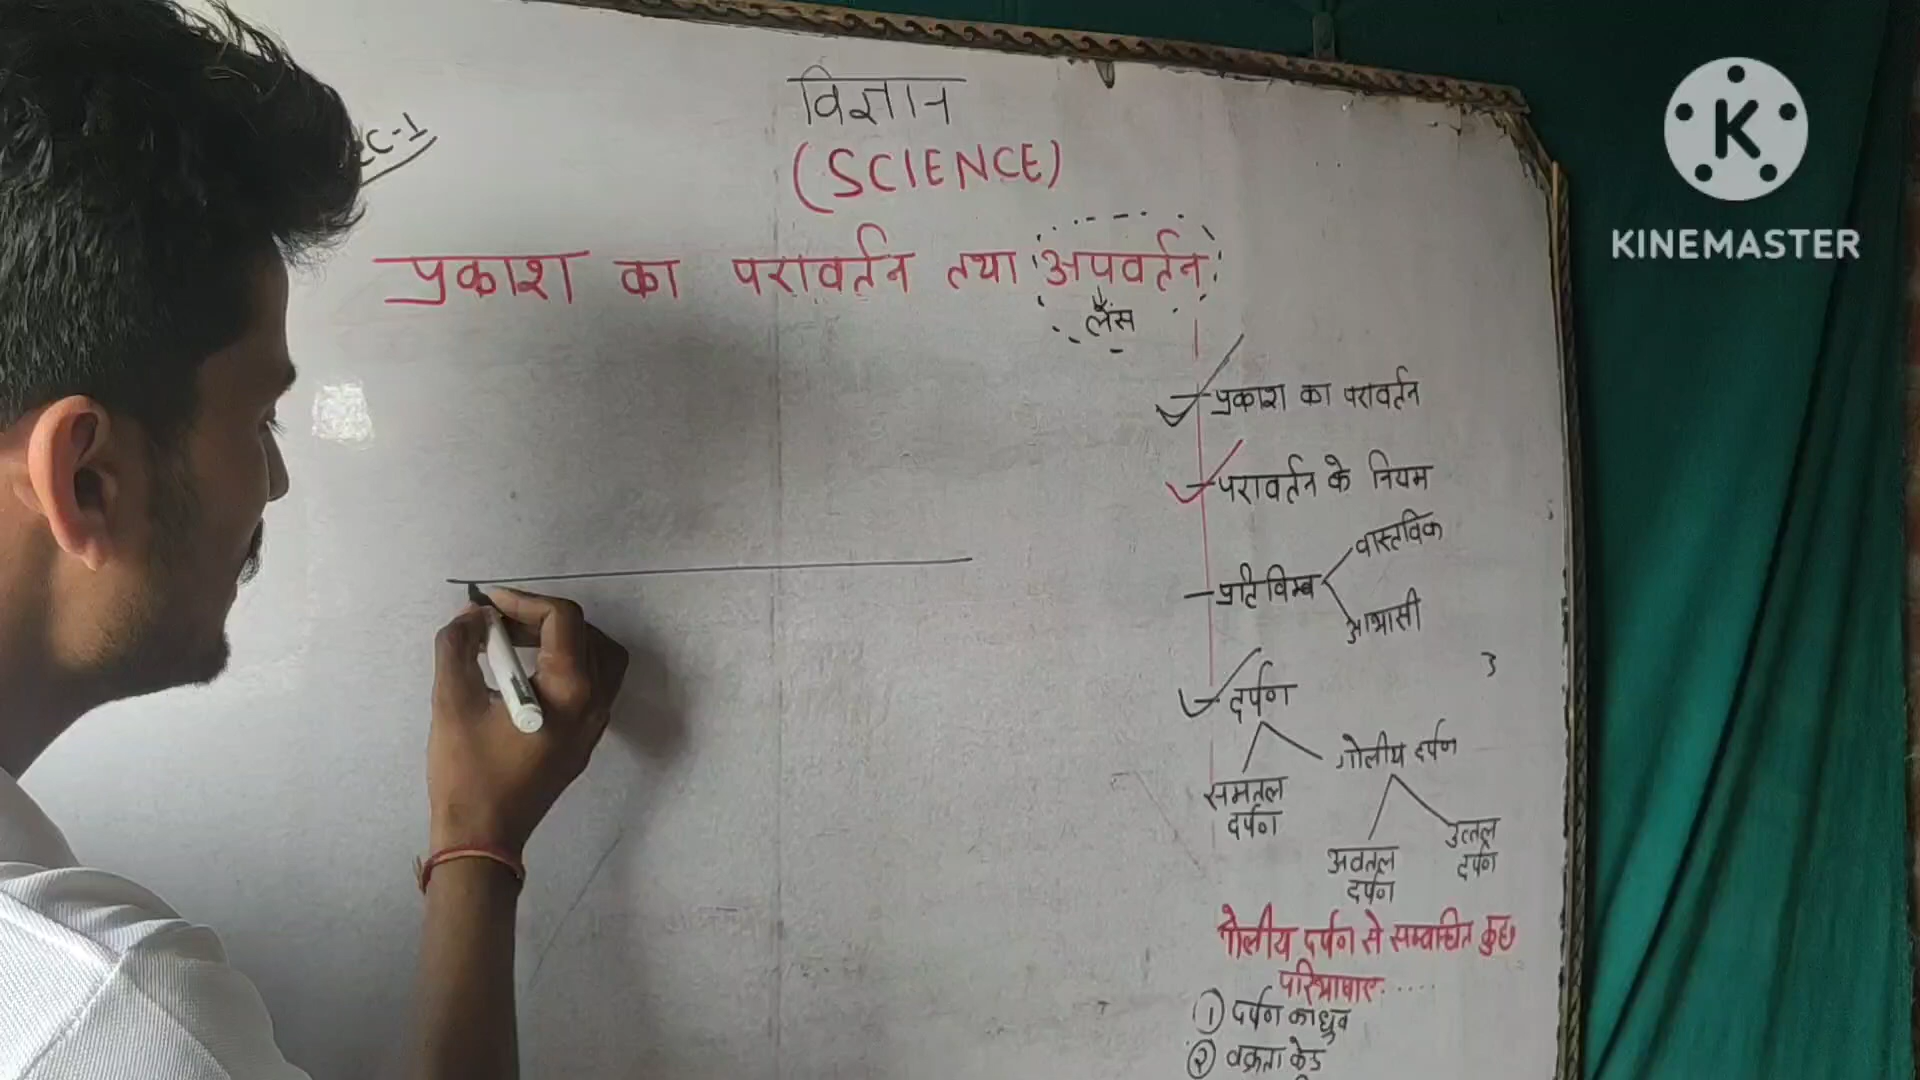 विज्ञान
(SCIENCE)
प्रकाश का परावर्तन तथा अपवर्तन
लैंस
प्रकाश का परावर्तन
परावर्तन के नियम
वास्तविक
प्रतिविम्ब
आभासी
3
दर्पण
गोलीय दर्पण
समतल
दर्पण
अवतल
दर्पण
उत्तल
दर्पण
गोलीय दर्पण से सम्बन्धित कुछ
परिभाषाए.....
① दर्पण का ध्रुव
② वक्रता केन्द्र
K
KINEMASTER